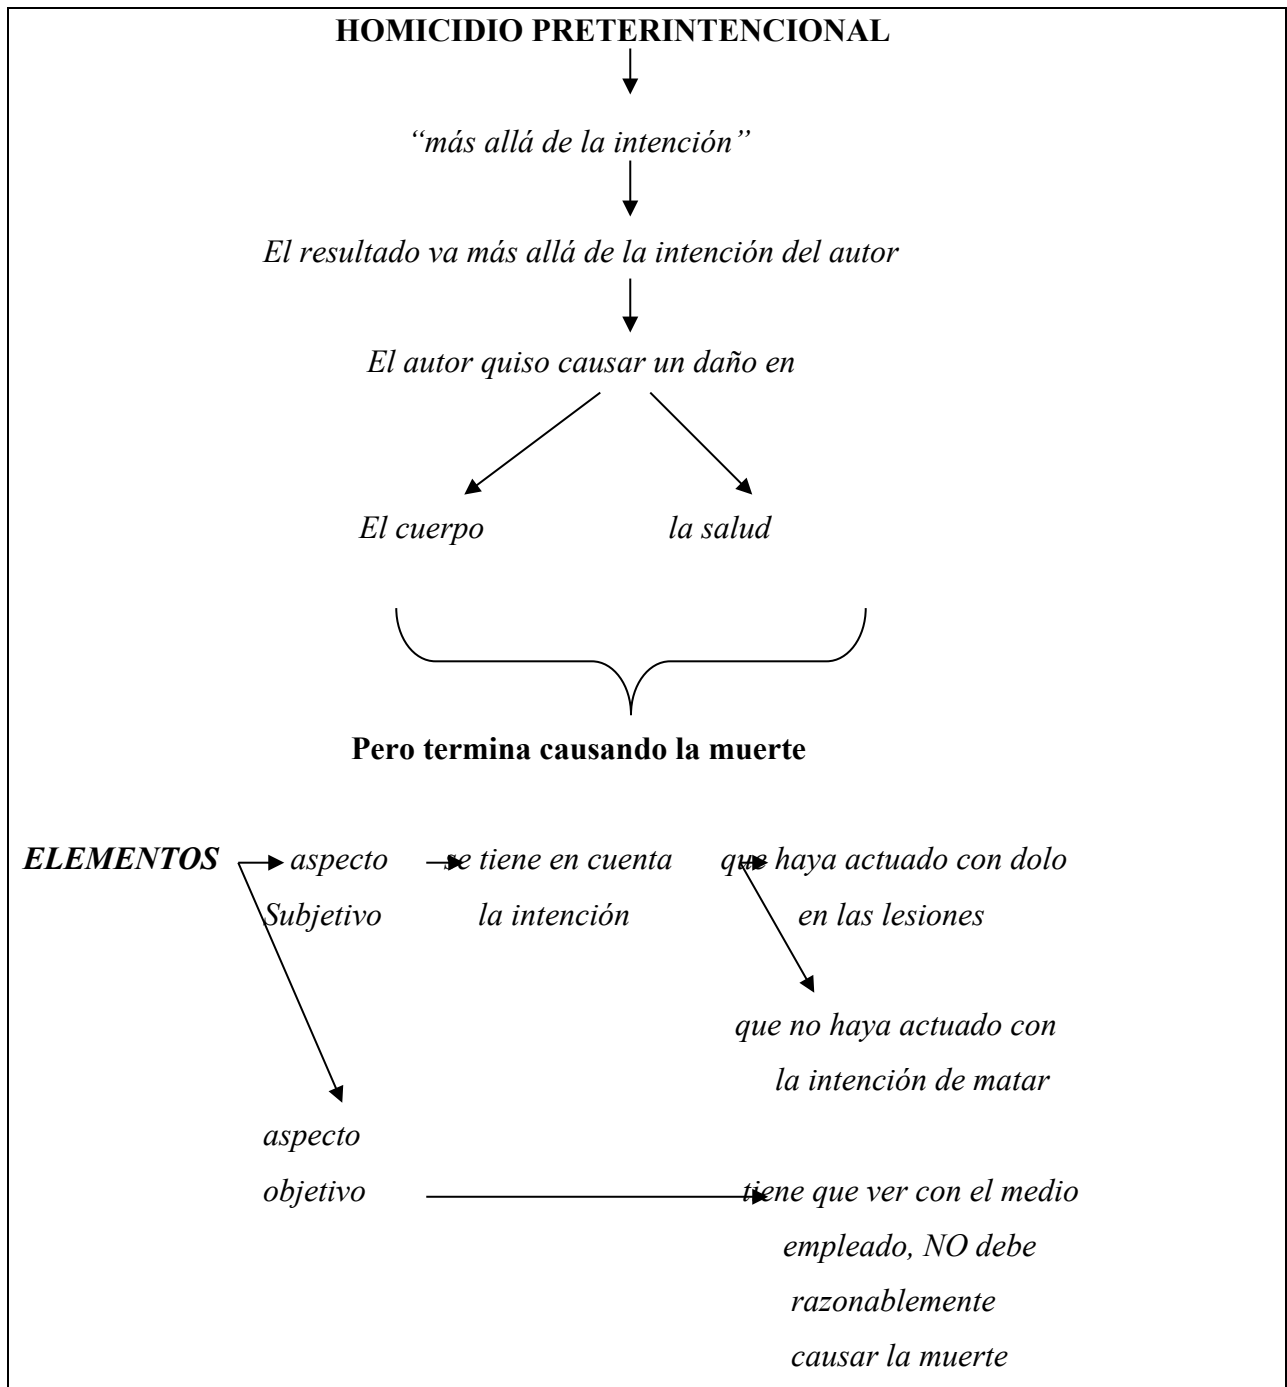 HOMICIDIO PRETERINTENCIONAL
“más allá de la intención”
El resultado va más allá de la intención del autor
El autor quiso causar un daño en
El cuerpo la salud
Pero termina causando la muerte
ELEMENTOS aspecto se tiene en cuenta que haya actuado con dolo
Subjetivo la intención en las lesiones
que no haya actuado con
la intención de matar
aspecto
objetivo tiene que ver con el medio
empleado, NO debe
razonablemente
causar la muerte